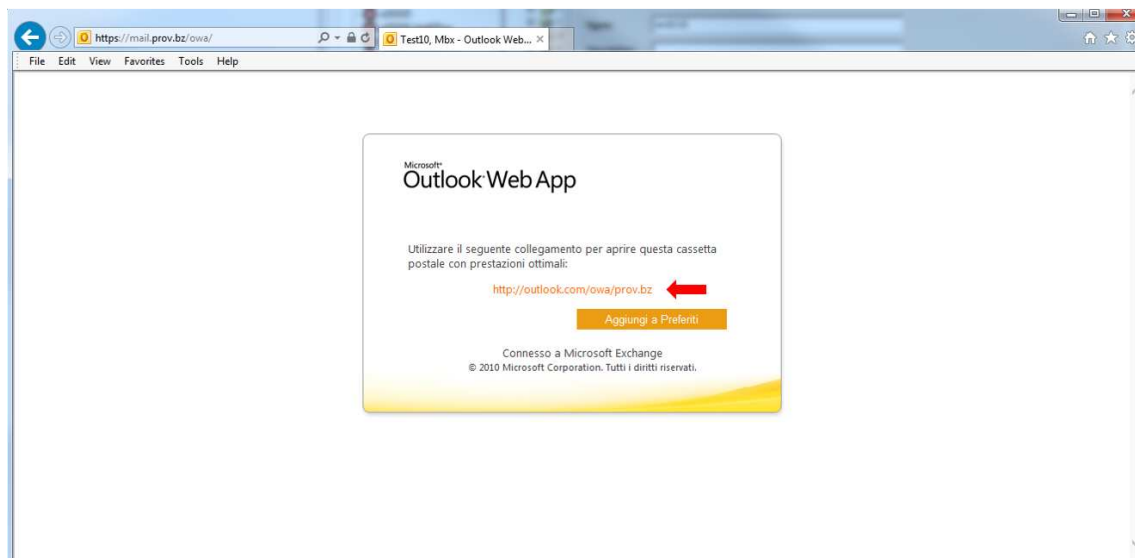 https://mail.prov.bz/owa/
Test10, Mbx - Outlook Web...
File Edit View Favorites Tools Help
Microsoft®
Outlook Web App
Utilizzare il seguente collegamento per aprire questa cassetta
postale con prestazioni ottimali:
http://outlook.com/owa/prov.bz
Aggiungi a Preferiti
Connesso a Microsoft Exchange
© 2010 Microsoft Corporation. Tutti i diritti riservati.